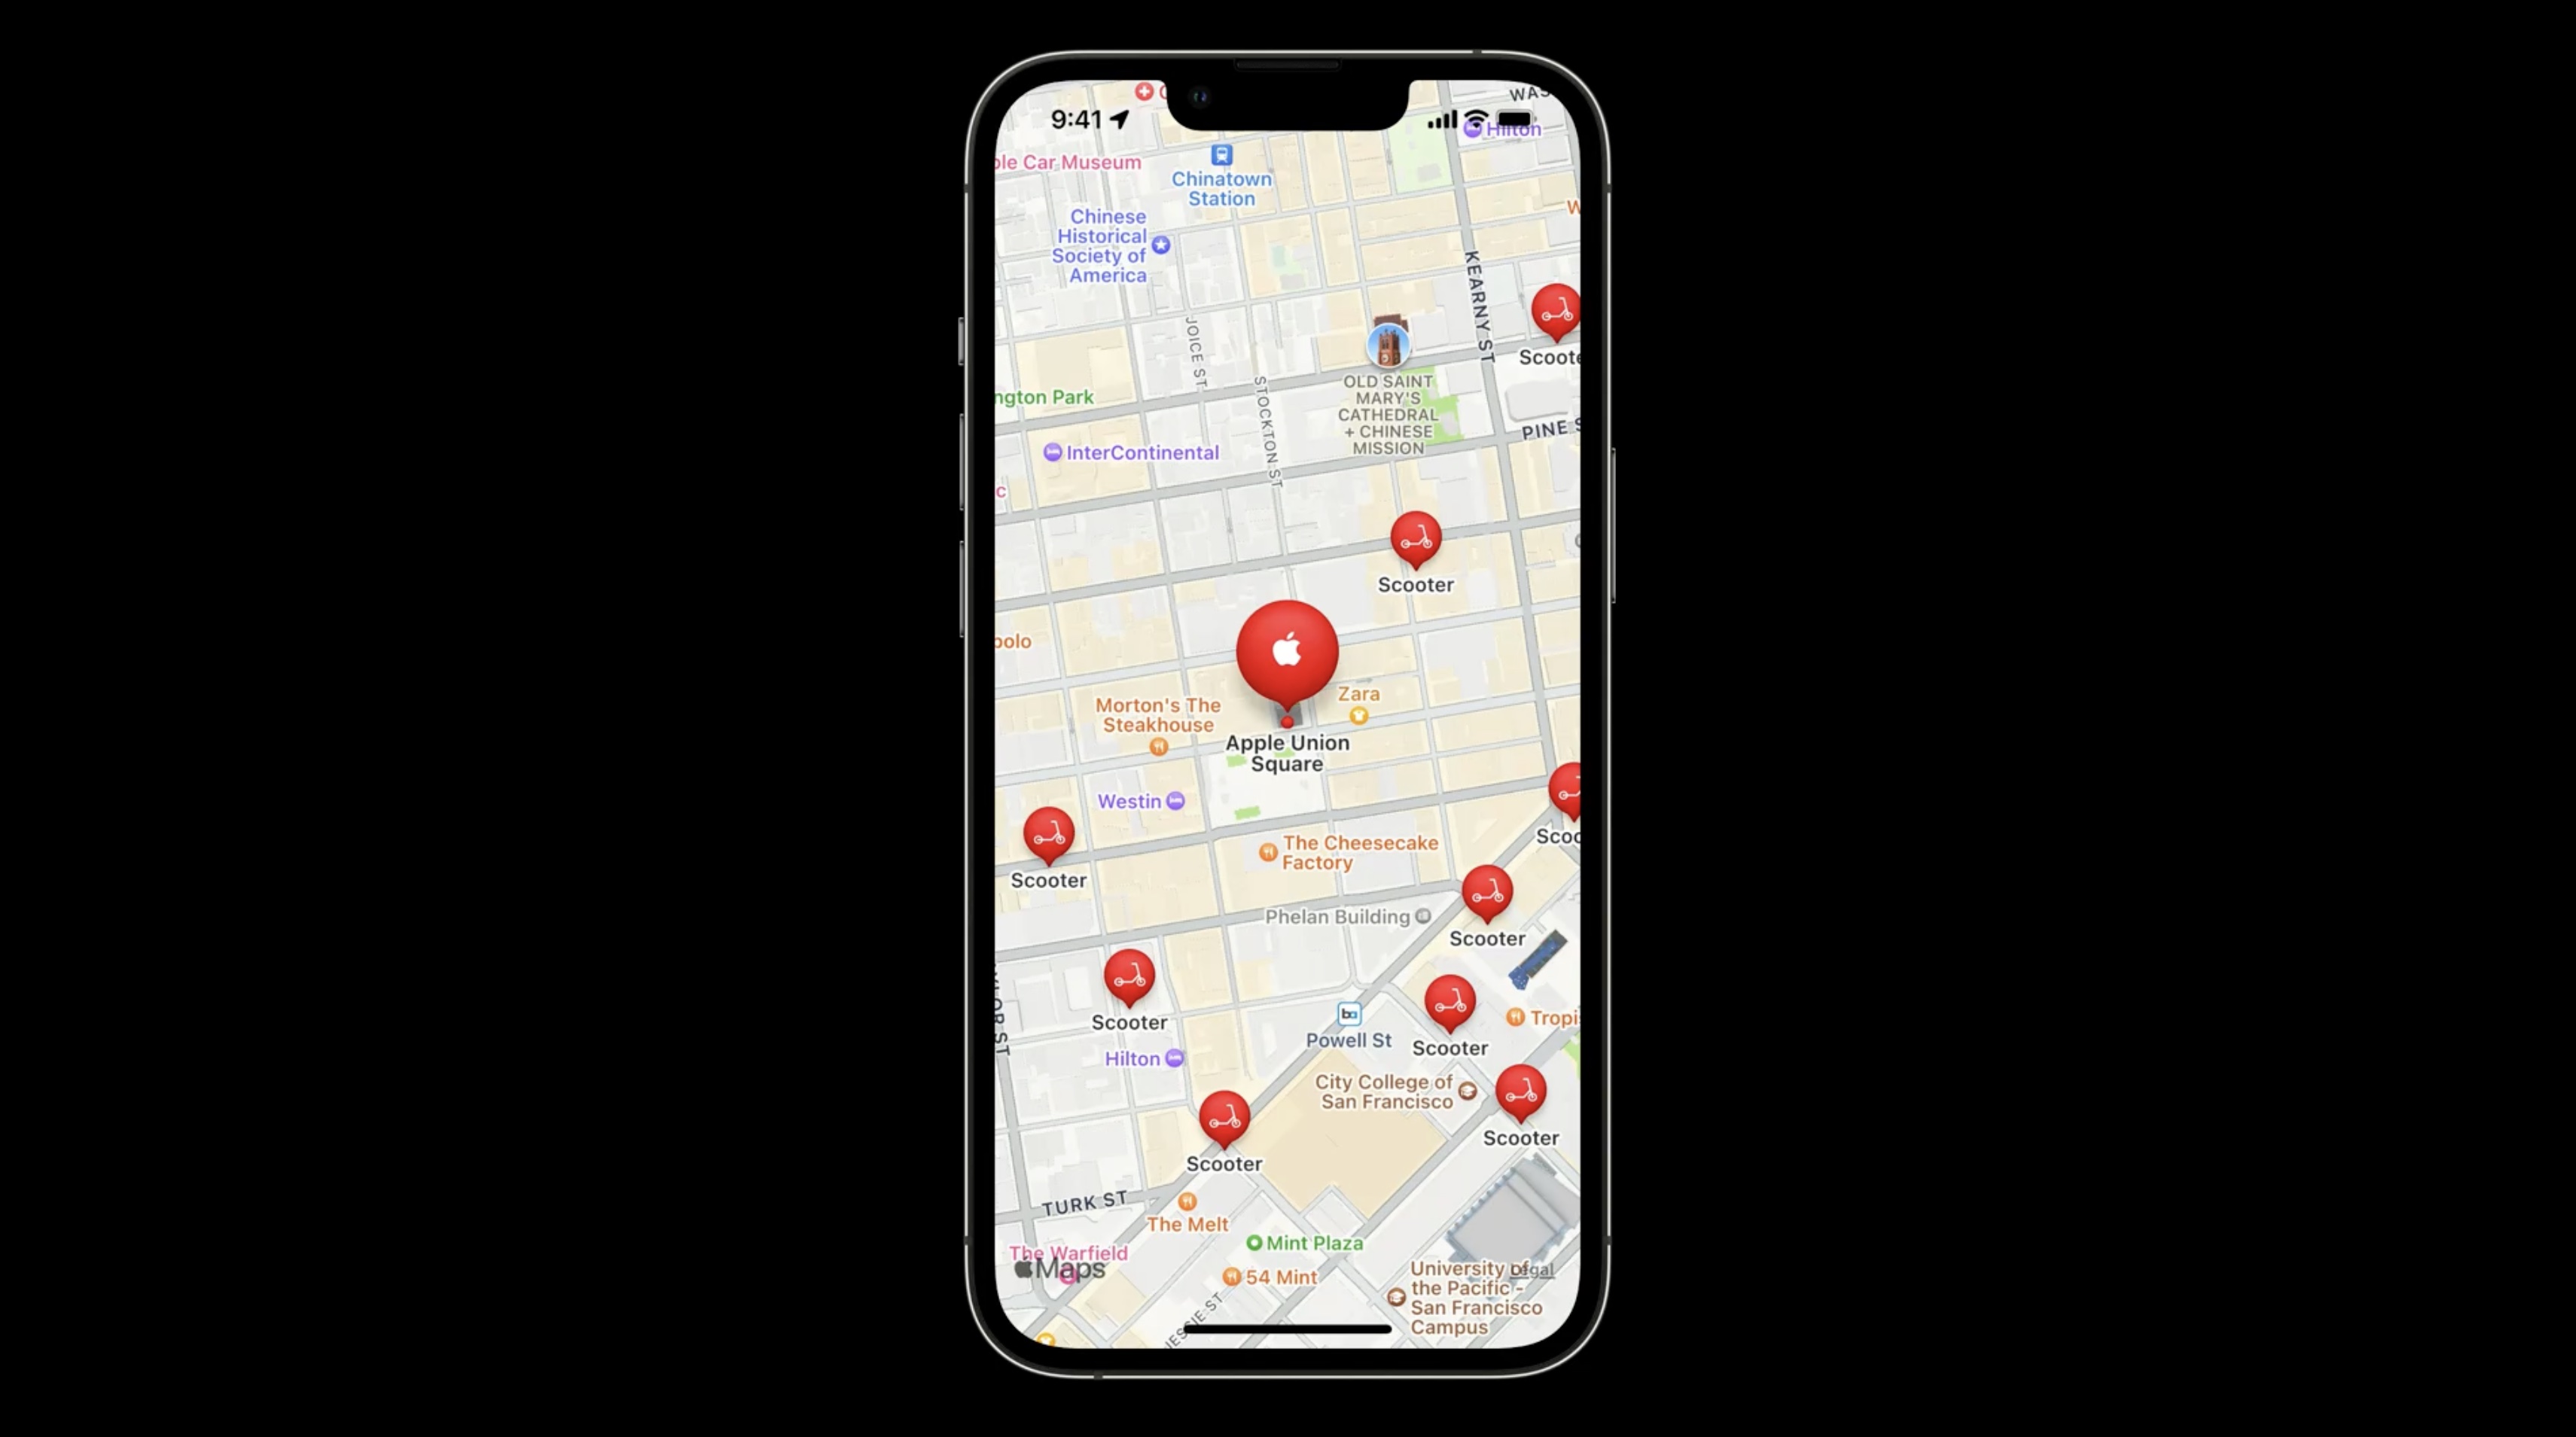 WAS
9:41
Hilton
ple Car Museum
Chinatown
Station
Chinese
Historical
Society of
America
KEARNY ST
JOICE ST
Scoote
STOCKTON ST
OLD SAINT
MARY'S
CATHEDRAL
+ CHINESE
MISSION
ngton Park
PINE S
InterContinental
c
Scooter
polo
Zara
Morton's The
Steakhouse
Apple Union
Square
Westin
Scoo
The Cheesecake
Factory
Scooter
Phelan Building
Scooter
Scooter
Tropi
bo
Powell St
Scooter
Hilton
City College of
San Francisco
Scooter
Scooter
TURK ST
The Melt
Mint Plaza
The Warfield
Maps
54 Mint
University of
Legal
the Pacific -
San Francisco
Campus
JESSIE ST